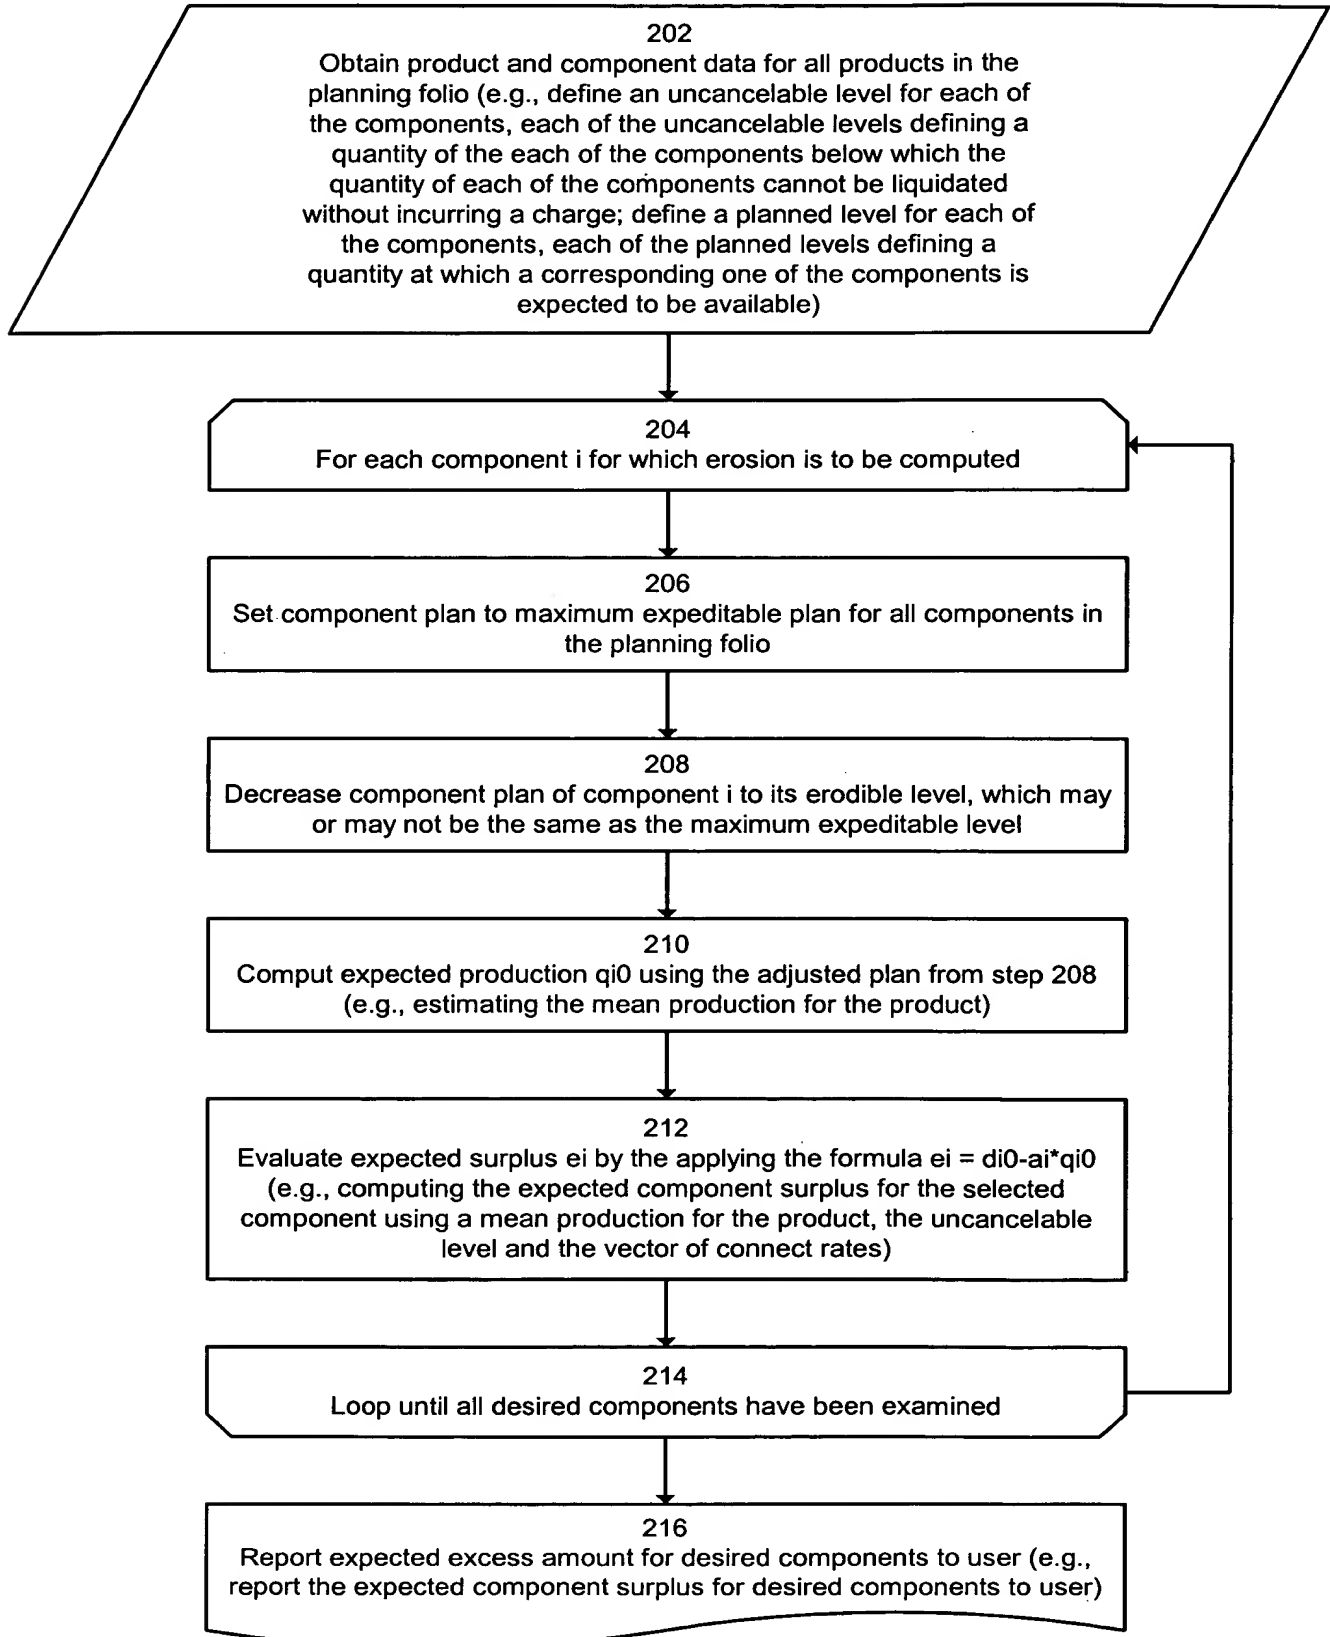 202
Obtain product and component data for all products in the
planning folio (e.g., define an uncancelable level for each of
the components, each of the uncancelable levels defining a
quantity of the each of the components below which the
quantity of each of the components cannot be liquidated
without incurring a charge; define a planned level for each of
the components, each of the planned levels defining a
quantity at which a corresponding one of the components is
expected to be available)
204
For each component i for which erosion is to be computed
206
Set component plan to maximum expeditable plan for all components in
the planning folio
208
Decrease component plan of component i to its erodible level, which may
or may not be the same as the maximum expeditable level
210
Comput expected production qi0 using the adjusted plan from step 208
(e.g., estimating the mean production for the product)
212
Evaluate expected surplus ei by the applying the formula ei = di0-ai*qi0
(e.g., computing the expected component surplus for the selected
component using a mean production for the product, the uncancelable
level and the vector of connect rates)
214
Loop until all desired components have been examined
216
Report expected excess amount for desired components to user (e.g.,
report the expected component surplus for desired components to user)